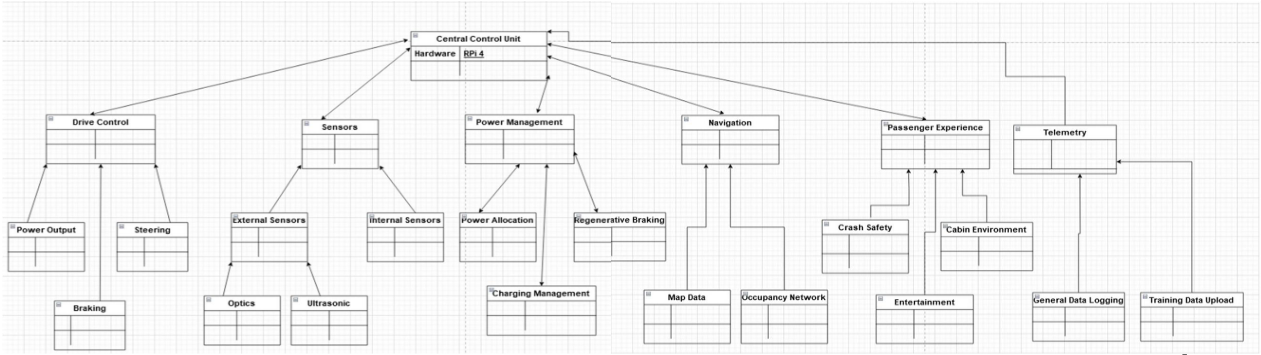 Central Control Unit
Hardware RPi 4
Drive Control
Sensors
Power Management
Navigation
Passenger Experience
Telemetry
Power Output
Steering
External Sensors
Internal Sensors
Power Allocation
Regenerative Braking
Crash Safety
Cabin Environment
Braking
Optics
Ultrasonic
Charging Management
Map Data
Occupancy Network
Entertainment
General Data Logging
Training Data Upload